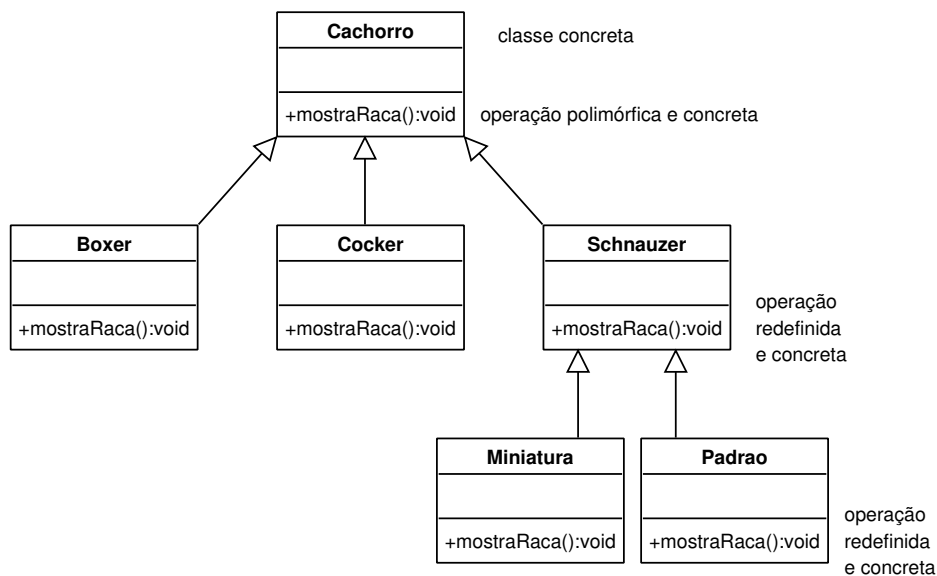 Cachorro
classe concreta
+mostraRaca():void
operação polimórfica e concreta
Boxer
Cocker
Schnauzer
+mostraRaca():void
+mostraRaca():void
+mostraRaca():void
operação
redefinida
e concreta
Miniatura
Padrao
+mostraRaca():void
+mostraRaca():void
operação
redefinida
e concreta